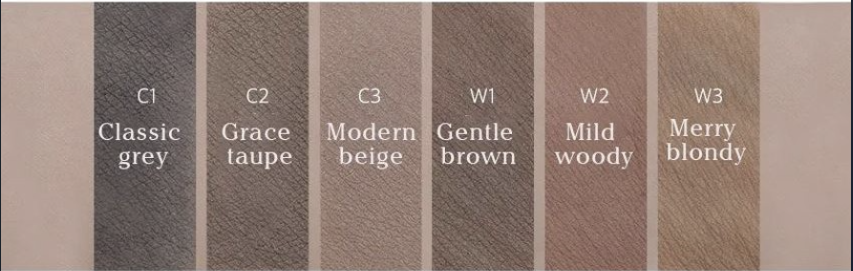 C1
Classic
grey
C2
Grace
taupe
C3
Modern
beige
W1
Gentle
brown
W2
Mild
woody
W3
Merry
blondy